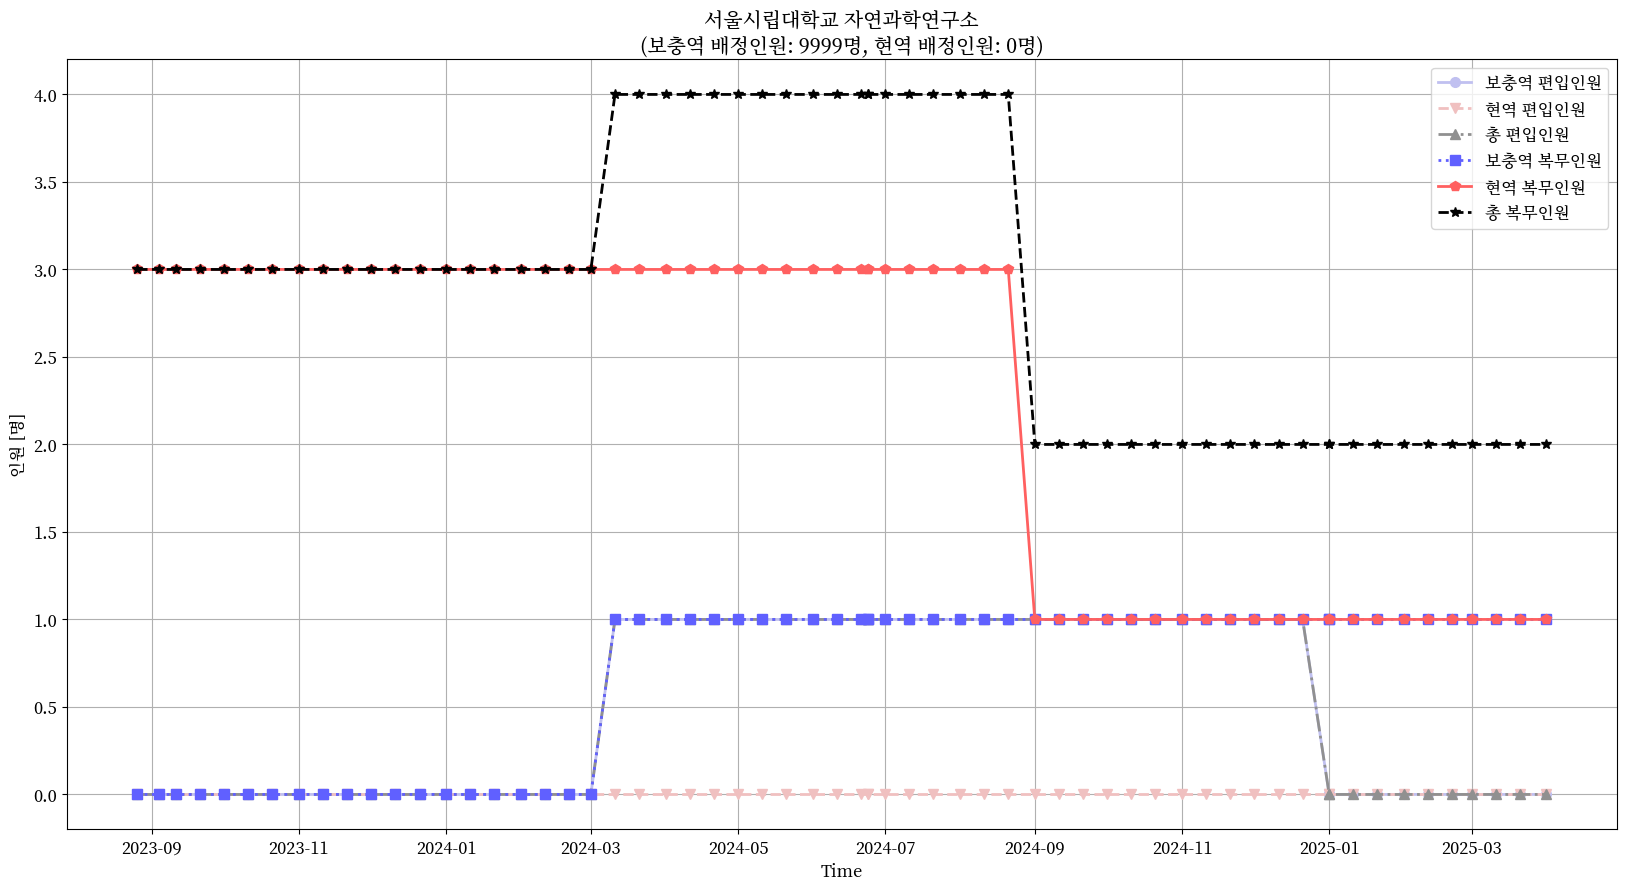 서울시립대학교 자연과학연구소
(보충역 배정인원: 9999명, 현역 배정인원: 0명)
보충역 편입인원
현역 편입인원
총 편입인원
보충역 복무인원
현역 복무인원
총 복무인원
인원 [명]
4.0
3.5
3.0
2.5
2.0
1.5
1.0
0.5
0.0
2023-09 2023-11 2024-01 2024-03 2024-05 2024-07 2024-09 2024-11 2025-01 2025-03
Time